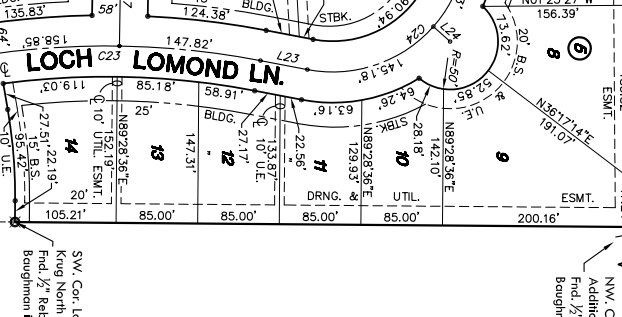 135.83'
58'
124.38'
BLDG.
STBK.
156.39'
13.62'
20' B.S.
8
6
158.85'
C23
147.82'
L23
C24
L24
R=50'
145.18'
LOCH LOMOND LN.
119.03'
85.18'
58.91'
63.16'
64.26'
52.85'
& U.E.
N36°17'14"E
191.07'
ESMT.
25'
BLDG.
STBK
27.51'
22.19'
15' B.S.
95.42'
10' U.E.
14
10' UTIL. ESMT.
152.19'
N89°28'36"E
13
147.31'
12
27.17'
133.87'
22.56'
11
129.93'
N89°28'36"E
10
28.18'
142.10'
N89°28'36"E
9
20'
DRNG. & UTIL. ESMT.
105.21'
85.00'
85.00'
85.00'
85.00'
200.16'
SW. Cor. Lo
Krug North
Fnd. ½" Reb
Baughman
NW. C
Additio
Fnd. ½"
Baughr